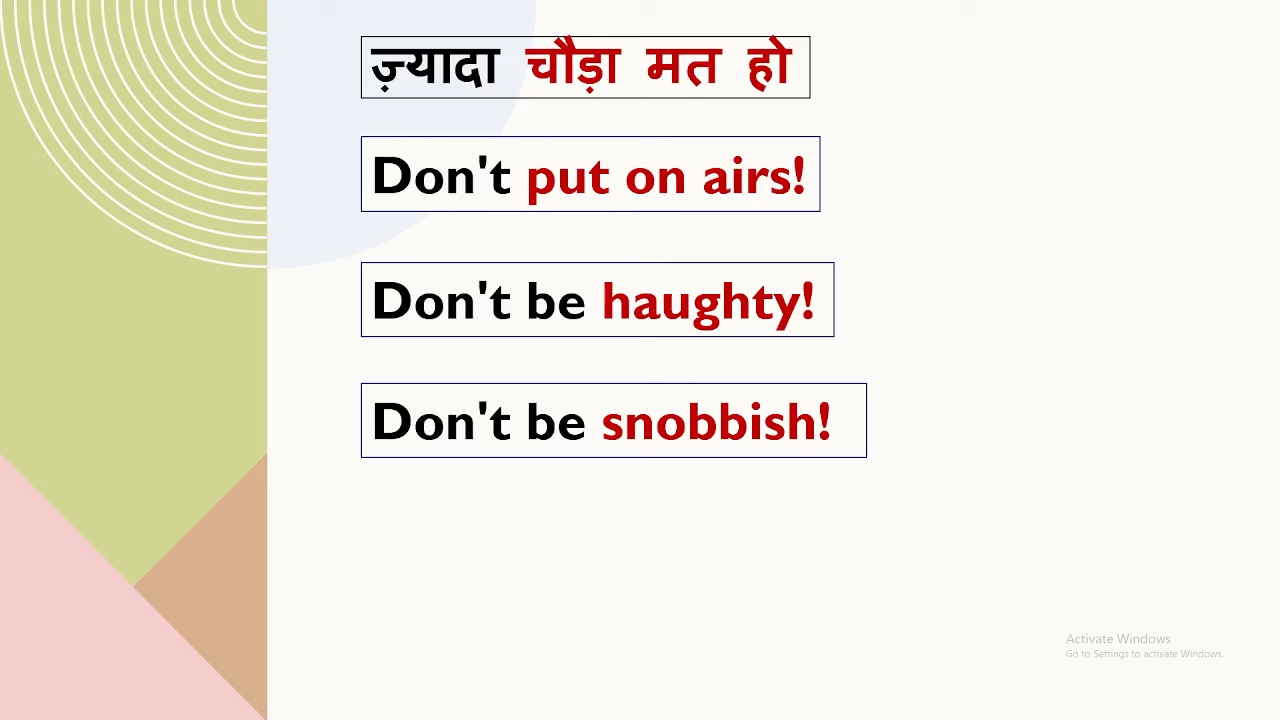 ज़्यादा चौड़ा मत हो
Don't put on airs!
Don't be haughty!
Don't be snobbish!
Activate Windows
Go to Settings to activate Windows.